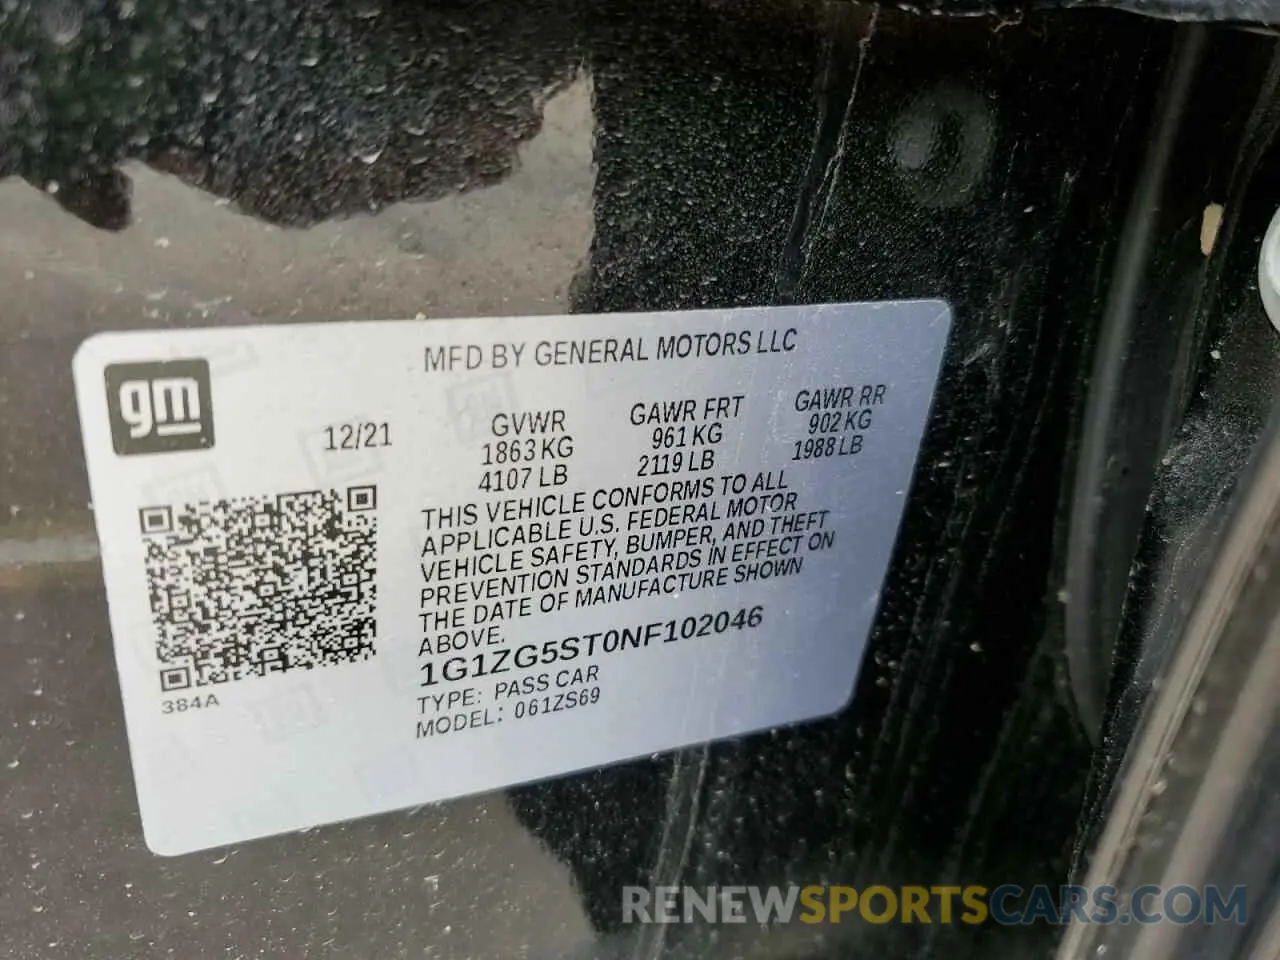 gm
MFD BY GENERAL MOTORS LLC
12/21
GVWR
1863 KG
4107 LB
GAWR FRT
961 KG
2119 LB
GAWR RR
902 KG
1988 LB
THIS VEHICLE CONFORMS TO ALL
APPLICABLE U.S. FEDERAL MOTOR
VEHICLE SAFETY, BUMPER, AND THEFT
PREVENTION STANDARDS IN EFFECT ON
THE DATE OF MANUFACTURE SHOWN
ABOVE.
1G1ZG5ST0NF102046
TYPE: PASS CAR
MODEL: 061ZS69
384A
RENEWSPORTSCARS.COM